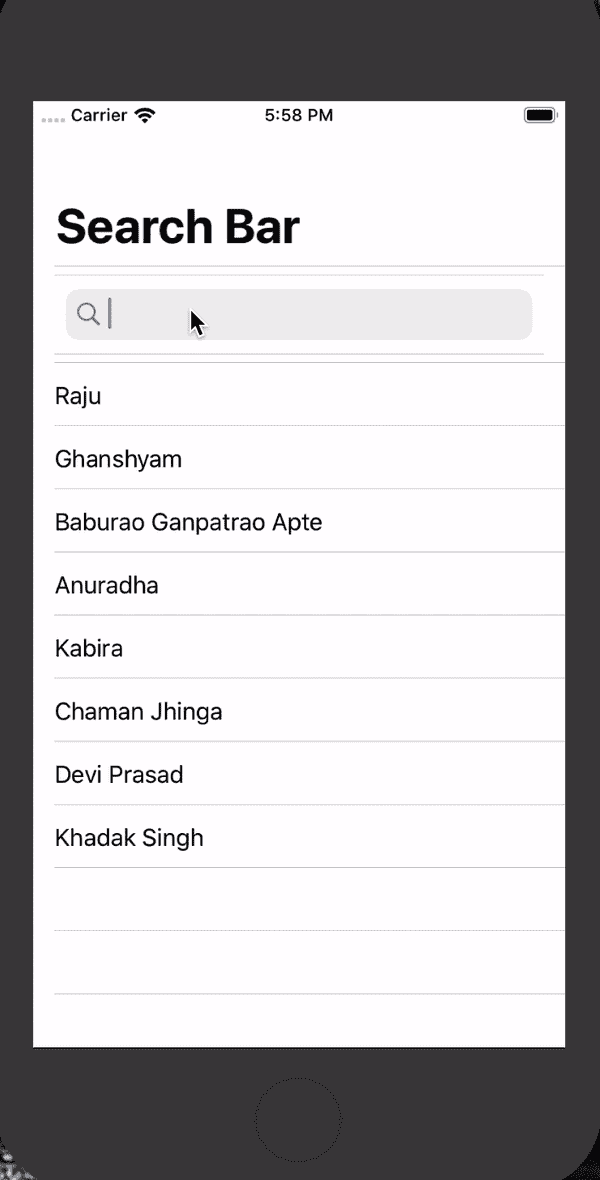 Carrier 5:58 PM
Search Bar
Raju
Ghanshyam
Baburao Ganpatrao Apte
Anuradha
Kabira
Chaman Jhinga
Devi Prasad
Khadak Singh